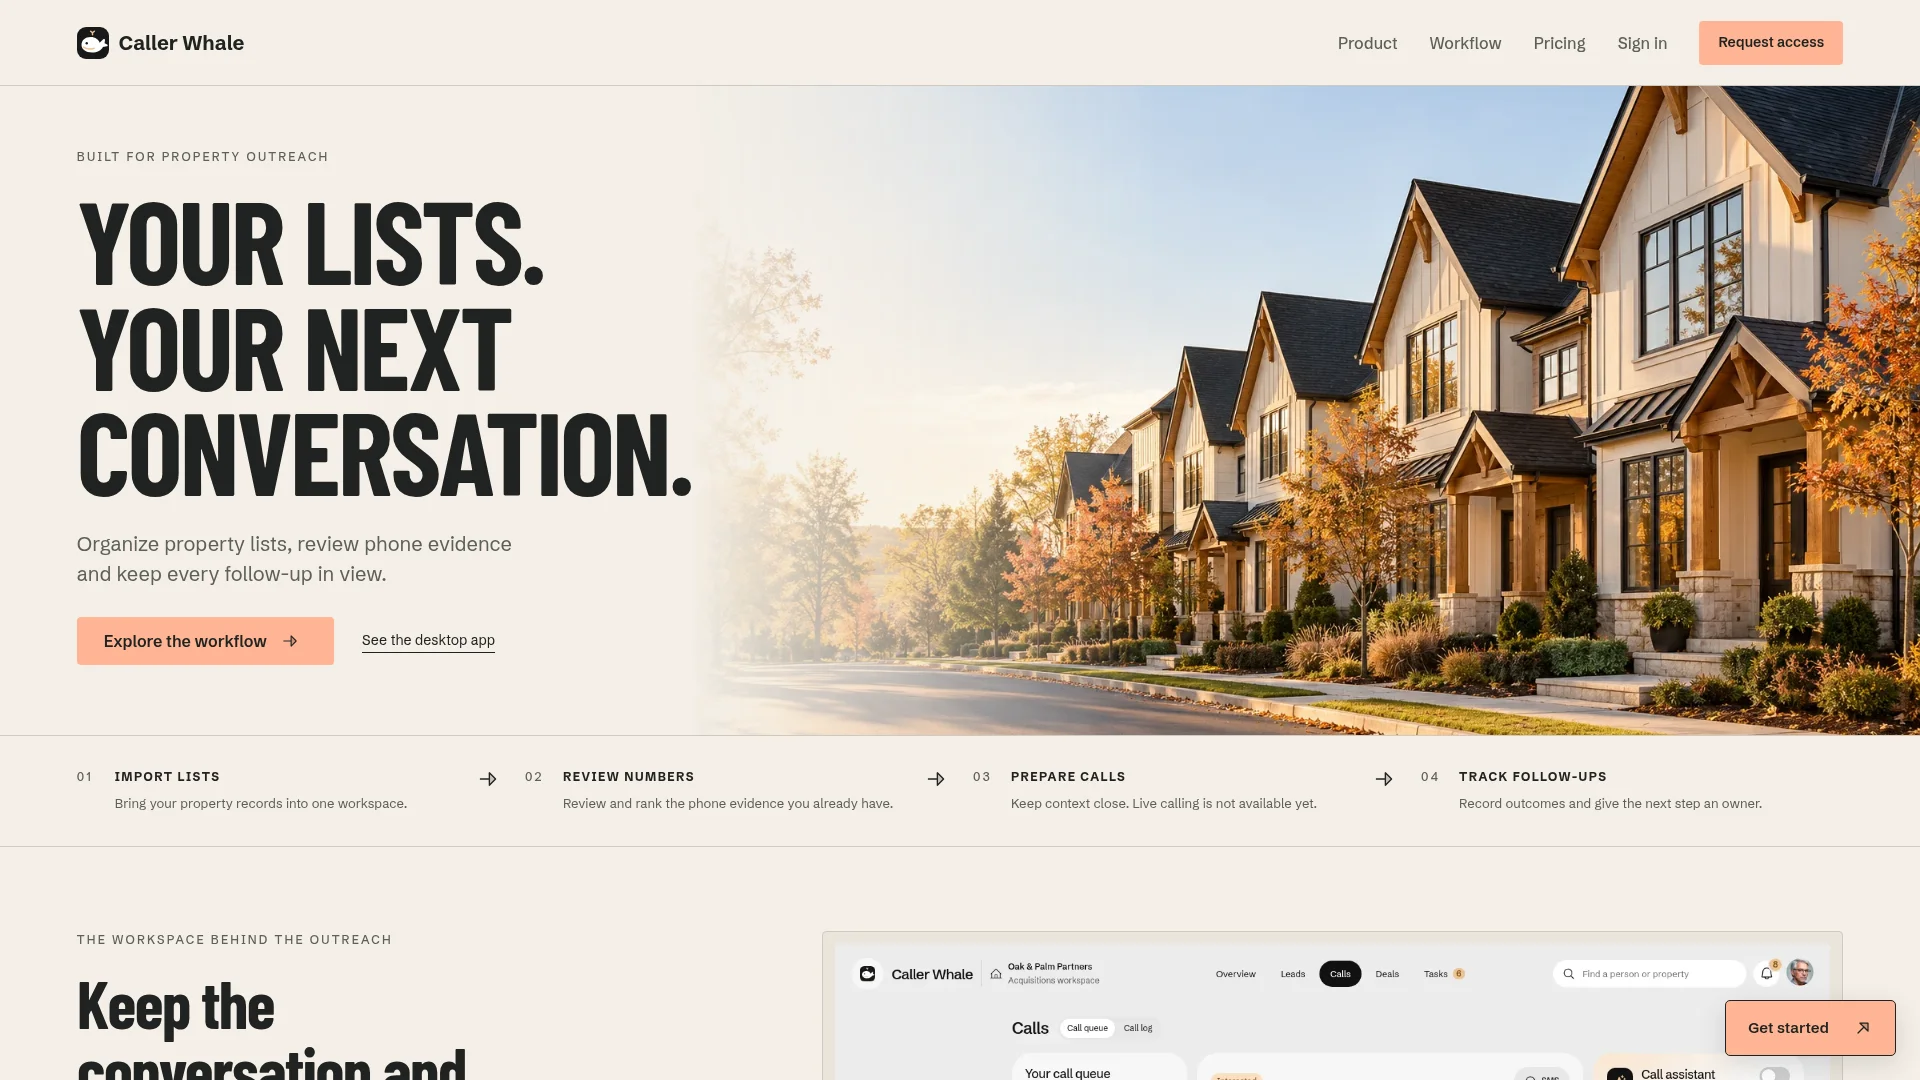 Caller Whale
Product
Workflow
Pricing
Sign in
Request access
BUILT FOR PROPERTY OUTREACH
YOUR LISTS.
YOUR NEXT
CONVERSATION.
Organize property lists, review phone evidence
and keep every follow-up in view.
Explore the workflow
See the desktop app
01
IMPORT LISTS
Bring your property records into one workspace.
02
REVIEW NUMBERS
Review and rank the phone evidence you already have.
03
PREPARE CALLS
Keep context close. Live calling is not available yet.
04
TRACK FOLLOW-UPS
Record outcomes and give the next step an owner.
THE WORKSPACE BEHIND THE OUTREACH
Keep the
conversation and
Caller Whale
Oak & Palm Partners
Acquisitions workspace
Overview
Leads
Calls
Deals
Tasks 6
Find a person or property
8
Calls
Call queue
Call log
Your call queue
Call assistant
Get started